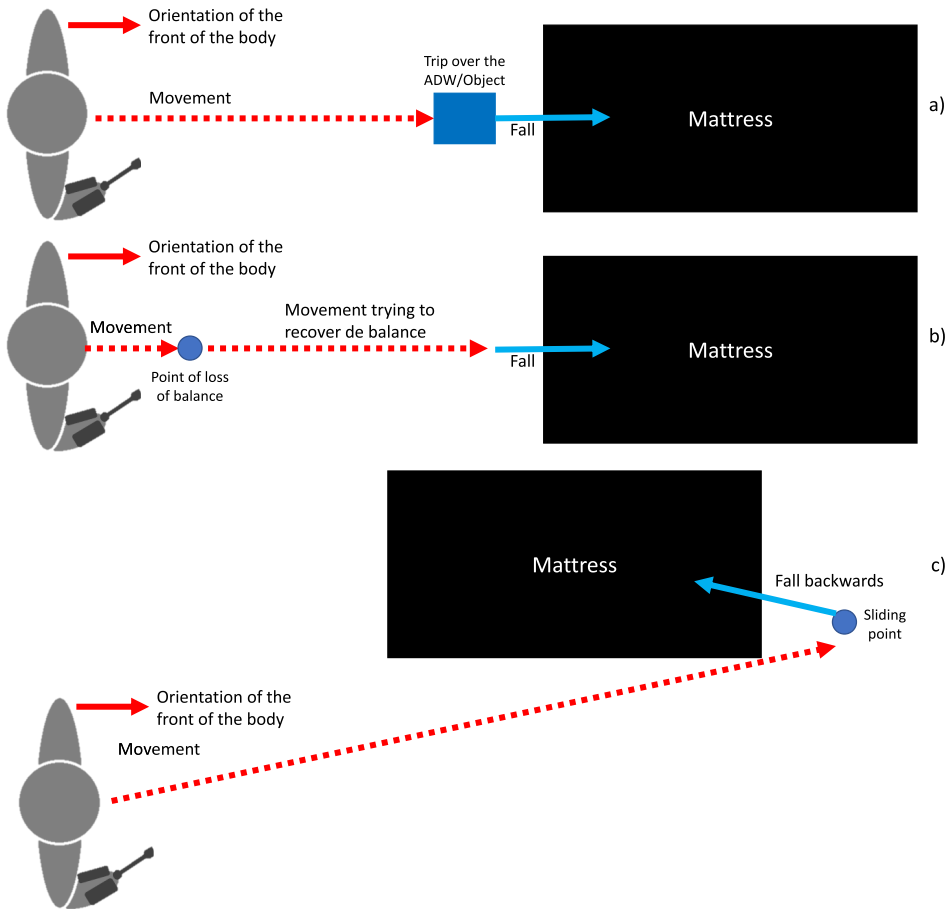 Orientation of the
front of the body
Trip over the
ADW/Object
Movement
Fall
Mattress
a)
Orientation of the
front of the body
Movement
Movement trying to
recover de balance
Point of loss
of balance
Fall
Mattress
b)
Mattress
c)
Fall backwards
Sliding
point
Orientation of the
front of the body
Movement